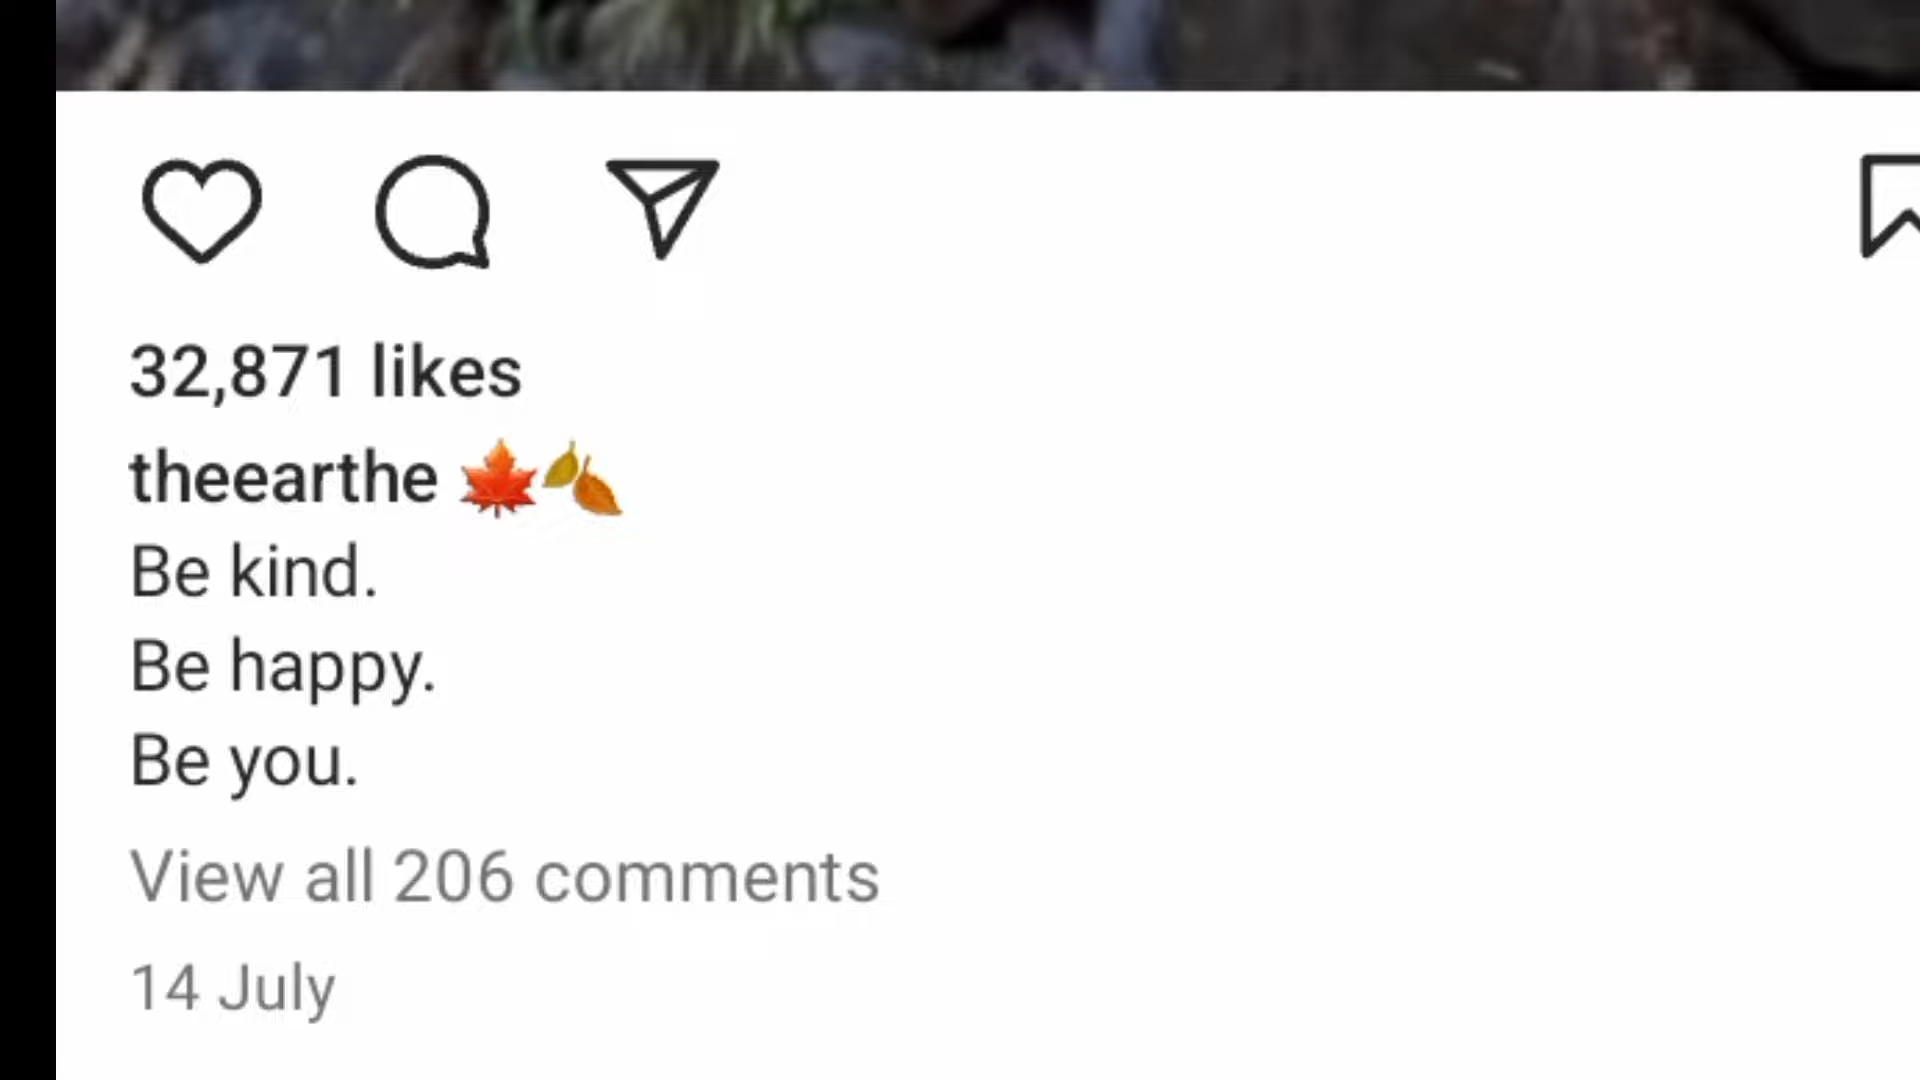 32,871 likes
theearthe 🍁🍂
Be kind.
Be happy.
Be you.
View all 206 comments
14 July